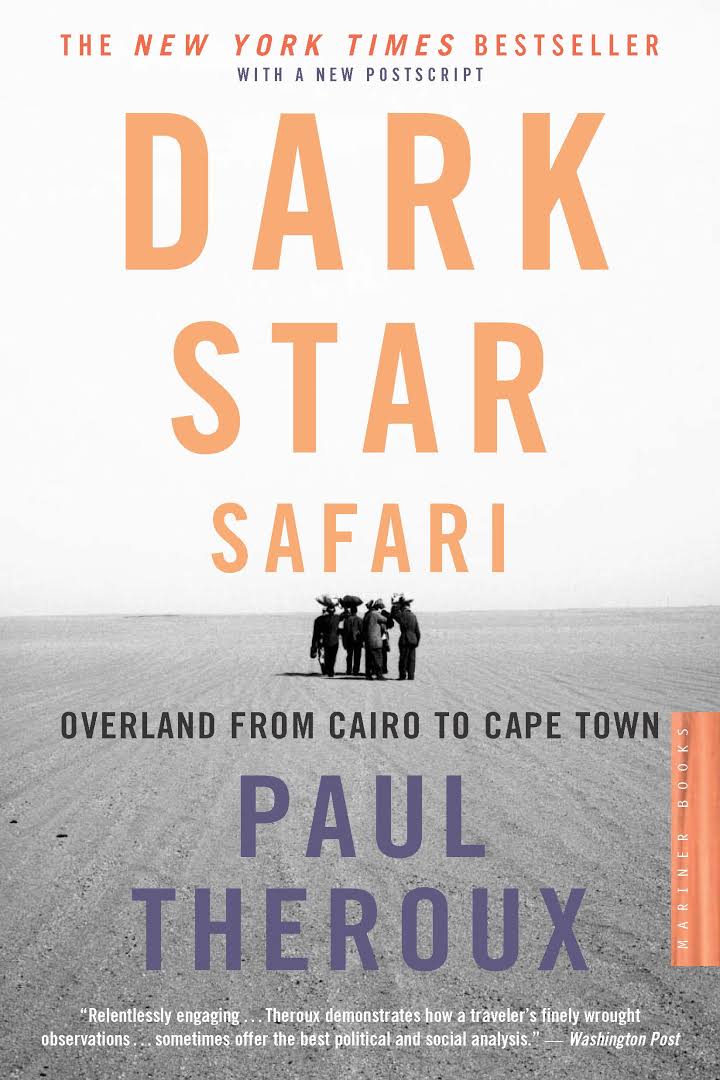 THE NEW YORK TIMES BESTSELLER
WITH A NEW POSTSCRIPT
DARK
STAR
SAFARI
OVERLAND FROM CAIRO TO CAPE TOWN
PAUL
THEROUX
MARINER BOOKS
“Relentlessly engaging . . . Theroux demonstrates how a traveler’s finely wrought
observations . . . sometimes offer the best political and social analysis.” — Washington Post